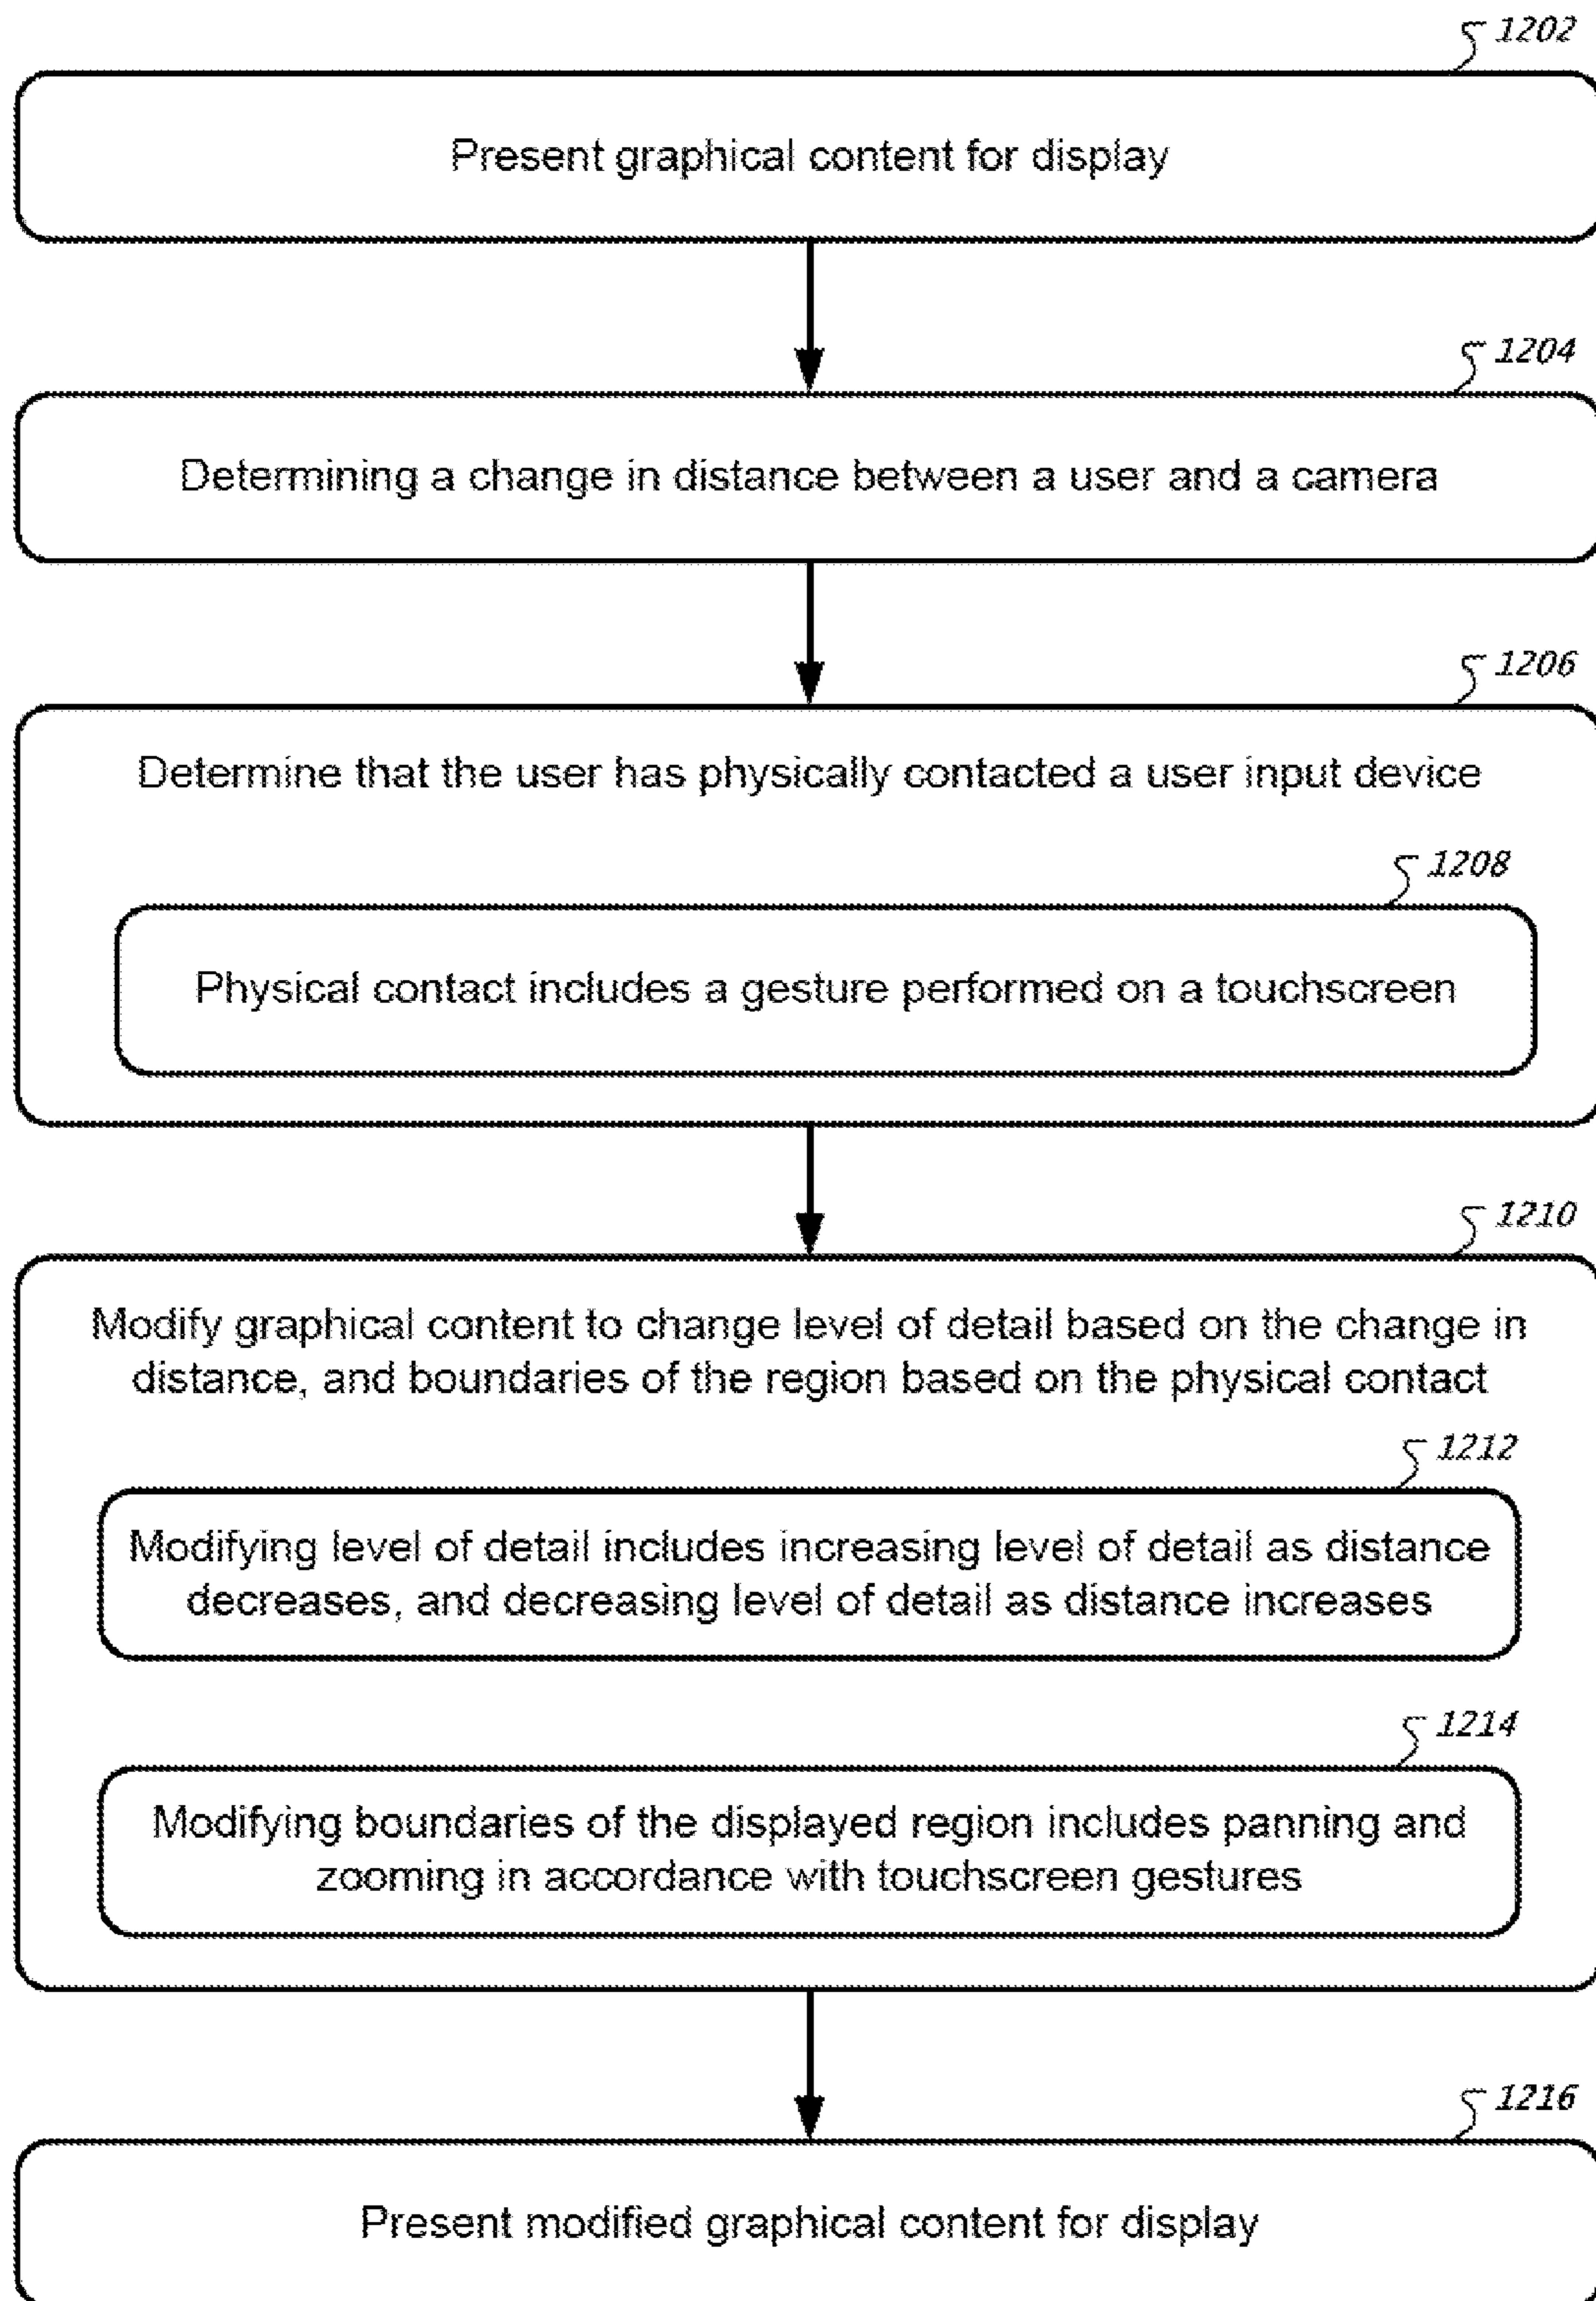 1202
Present graphical content for display
1204
Determining a change in distance between a user and a camera
1206
Determine that the user has physically contacted a user input device
1208
Physical contact includes a gesture performed on a touchscreen
1210
Modify graphical content to change level of detail based on the change in
distance, and boundaries of the region based on the physical contact
1212
Modifying level of detail includes increasing level of detail as distance
decreases, and decreasing level of detail as distance increases
1214
Modifying boundaries of the displayed region includes panning and
zooming in accordance with touchscreen gestures
1216
Present modified graphical content for display